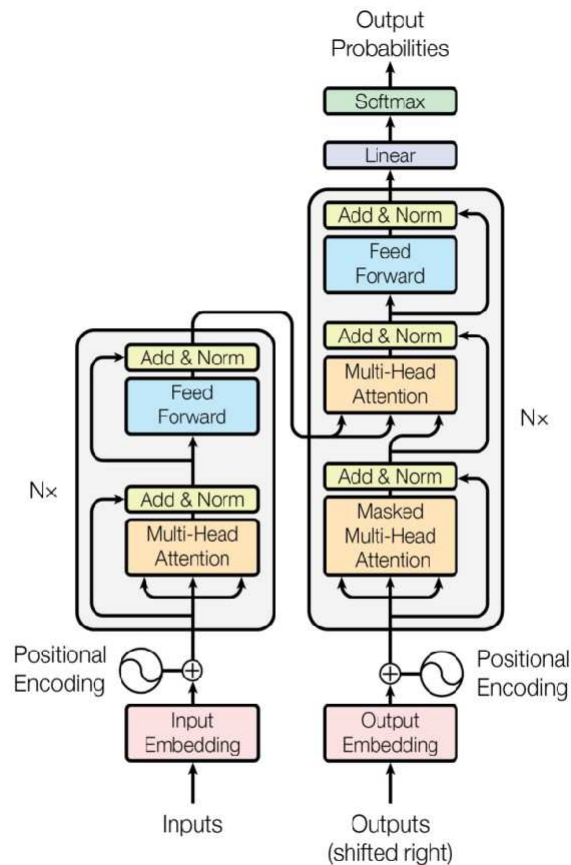 Output
Probabilities
Softmax
Linear
Add & Norm
Feed
Forward
Add & Norm
Multi-Head
Attention
Nx
Add & Norm
Masked
Multi-Head
Attention
Add & Norm
Feed
Forward
Nx
Add & Norm
Multi-Head
Attention
Positional
Encoding
Positional
Encoding
Input
Embedding
Output
Embedding
Inputs
Outputs
(shifted right)